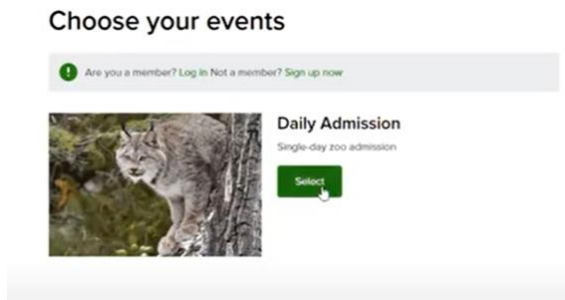 Choose your events
Are you a member? Log in Not a member? Sign up now
Daily Admission
Single-day zoo admission
Select